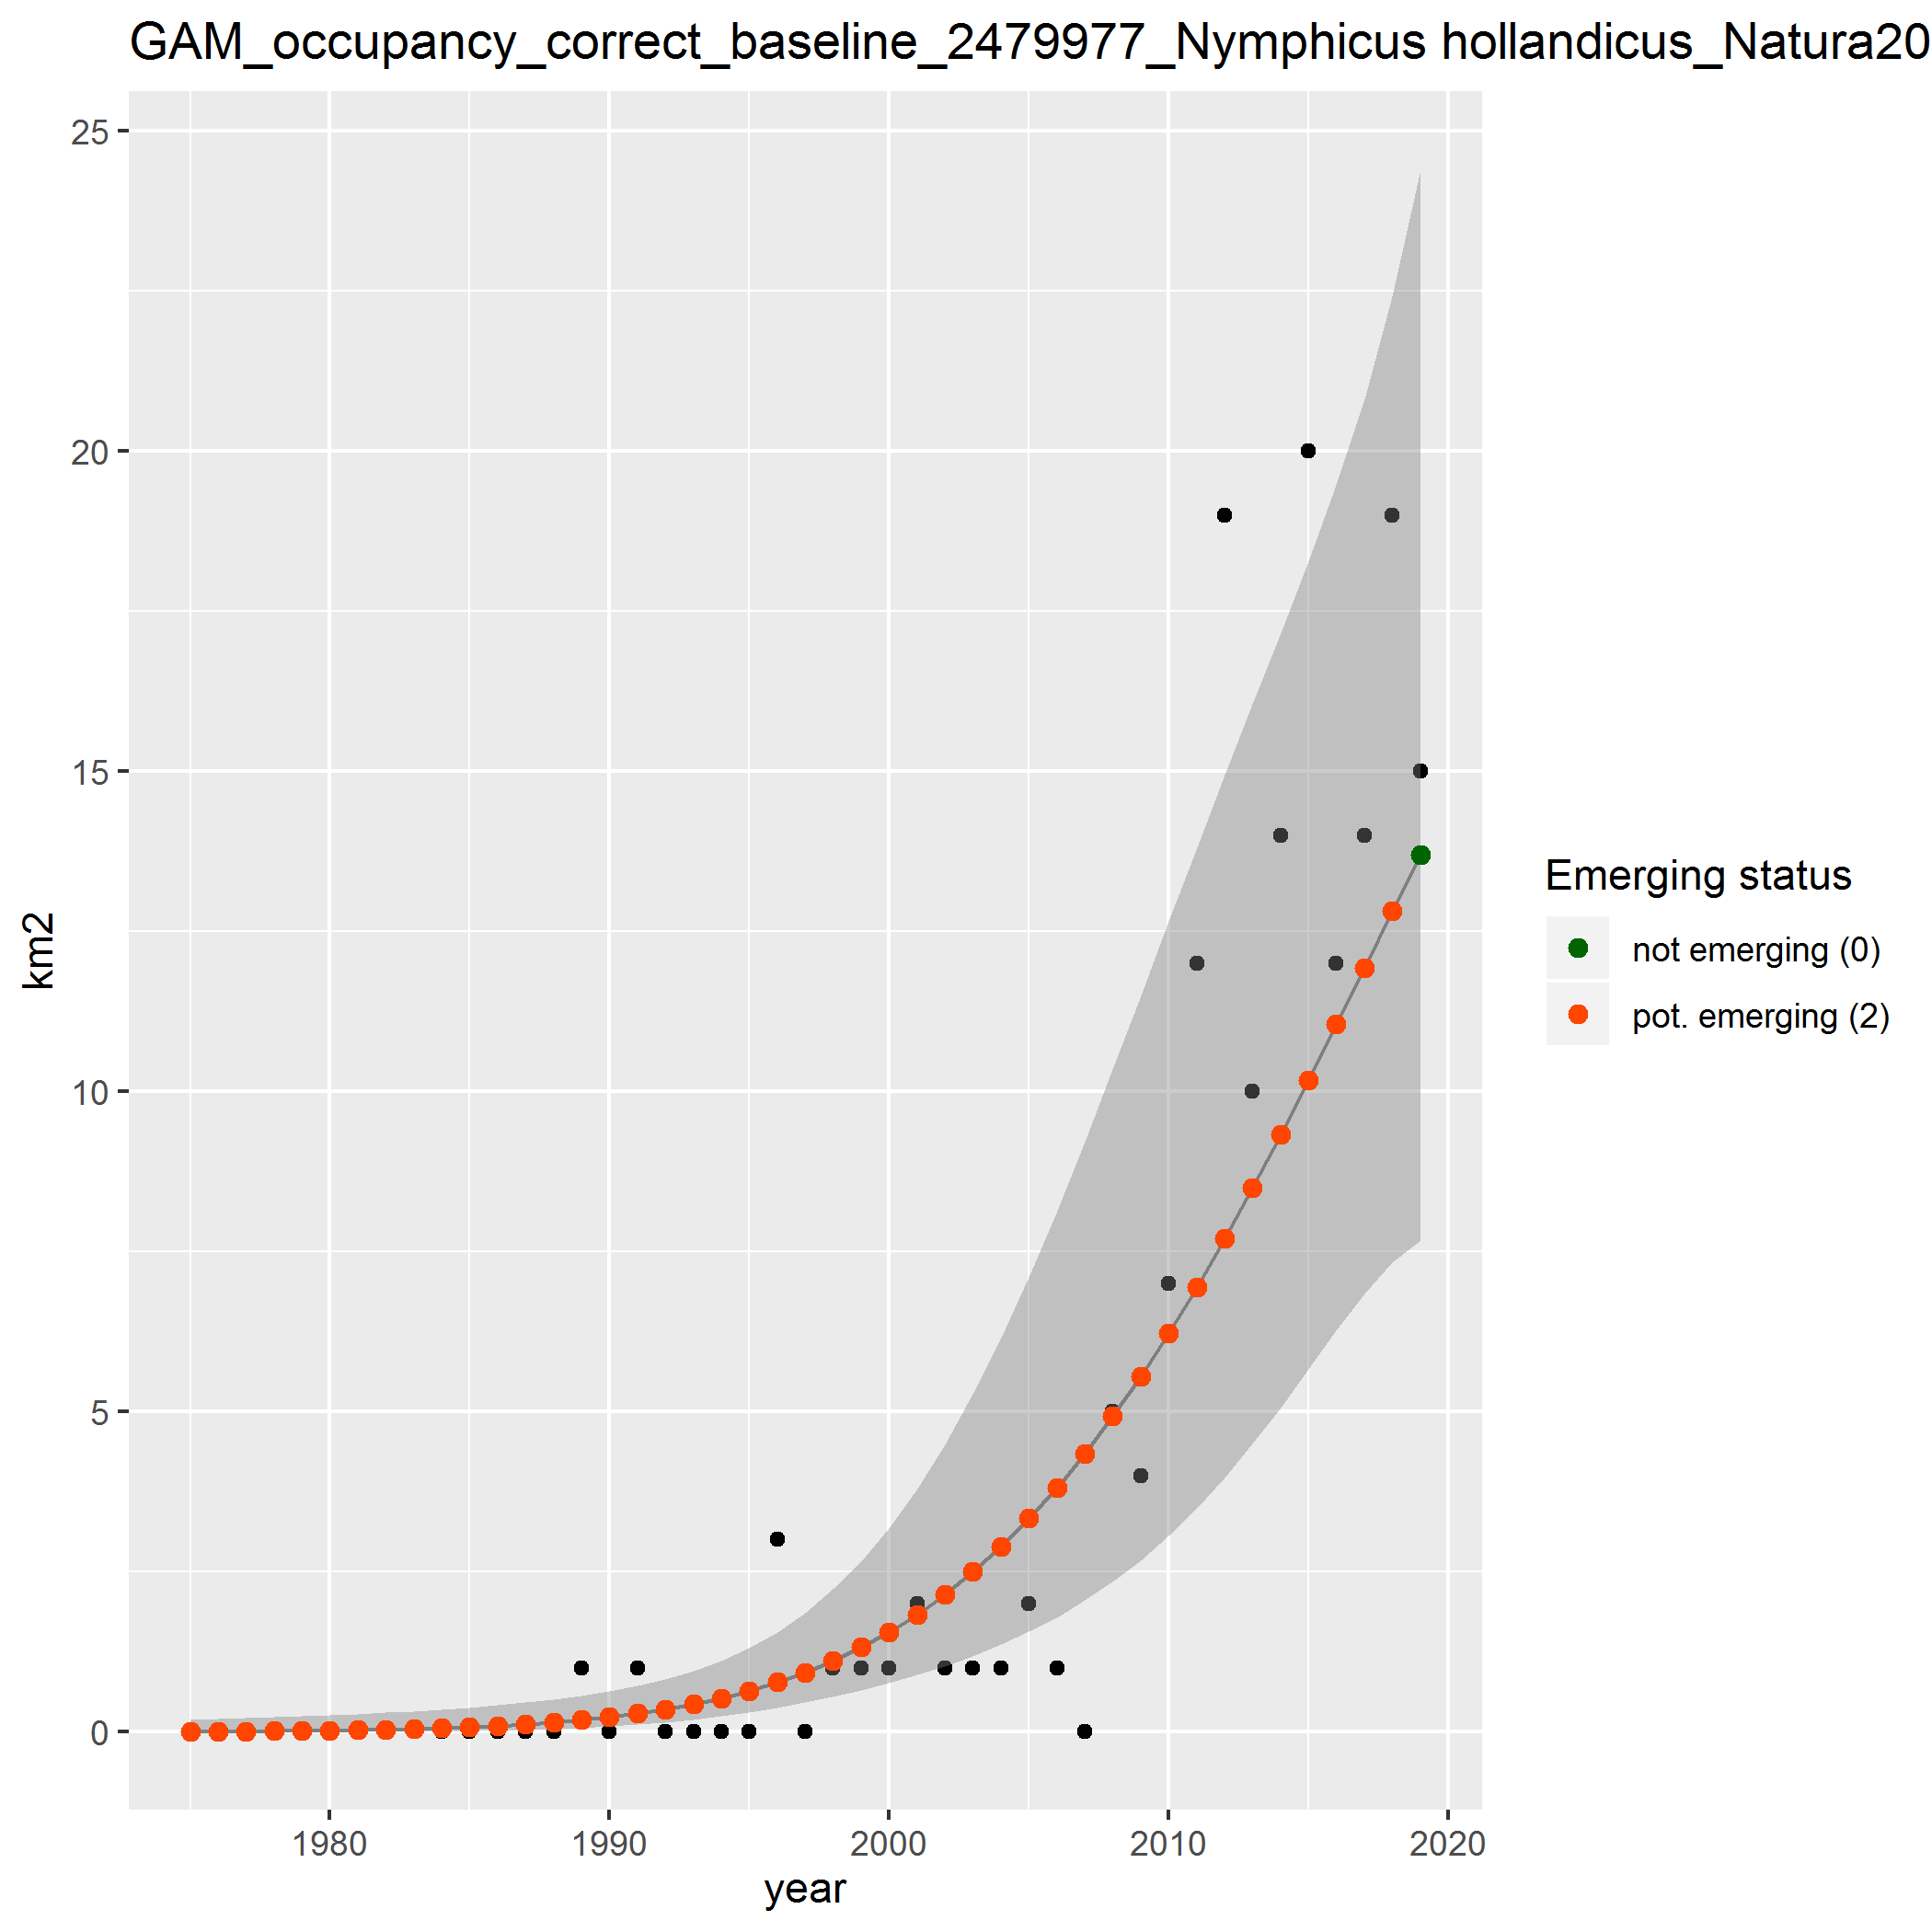 GAM_occupancy_correct_baseline_2479977_Nymphicus hollandicus_Natura20
25
20
15
10
5
0
km2
1980
1990
2000
2010
2020
year
Emerging status
not emerging (0)
pot. emerging (2)